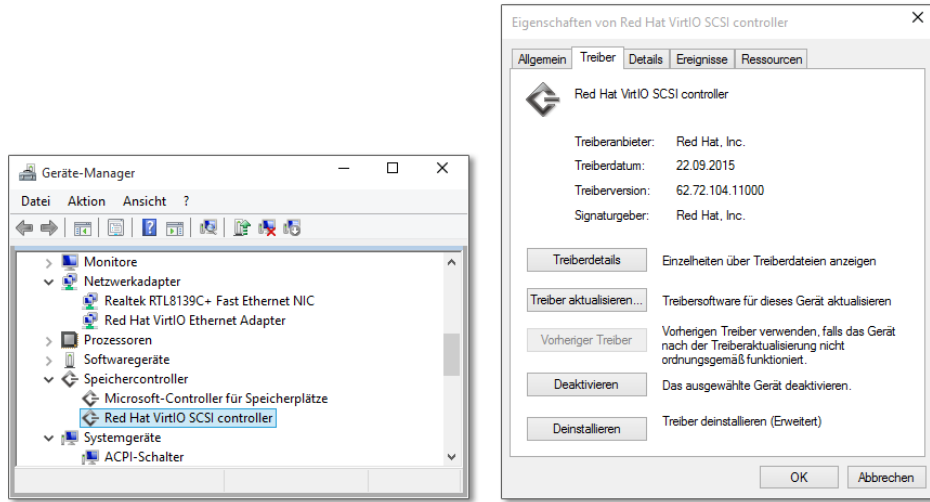 Geräte-Manager
Datei Aktion Ansicht ?
Monitore
Netzwerkadapter
Realtek RTL8139C+ Fast Ethernet NIC
Red Hat VirtIO Ethernet Adapter
Prozessoren
Softwaregeräte
Speichercontroller
Microsoft-Controller für Speicherplätze
Red Hat VirtIO SCSI controller
Systemgeräte
ACPI-Schalter
Eigenschaften von Red Hat VirtIO SCSI controller
Allgemein Treiber Details Ereignisse Ressourcen
Red Hat VirtIO SCSI controller
Treiberanbieter: Red Hat, Inc.
Treiberdatum: 22.09.2015
Treiberversion: 62.72.104.11000
Signaturgeber: Red Hat, Inc.
Treiberdetails Einzelheiten über Treiberdateien anzeigen
Treiber aktualisieren... Treibersoftware für dieses Gerät aktualisieren
Vorheriger Treiber Vorherigen Treiber verwenden, falls das Gerät
nach der Treiberaktualisierung nicht
ordnungsgemäß funktioniert.
Deaktivieren Das ausgewählte Gerät deaktivieren.
Deinstallieren Treiber deinstallieren (Erweitert)
OK Abbrechen